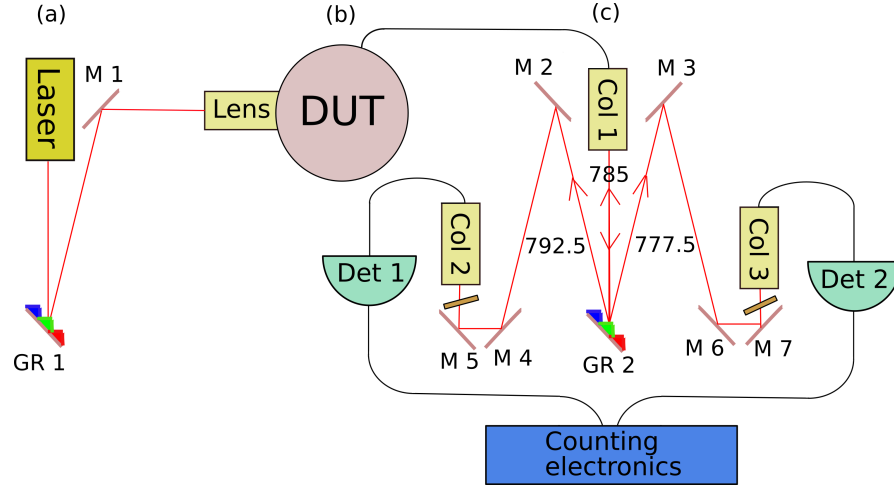 (a)
(b)
(c)
Laser
M 1
Lens
DUT
M 2
Col 1
M 3
785
792.5
777.5
Det 1
Col 2
Col 3
Det 2
GR 1
M 5
M 4
GR 2
M 6
M 7
Counting
electronics